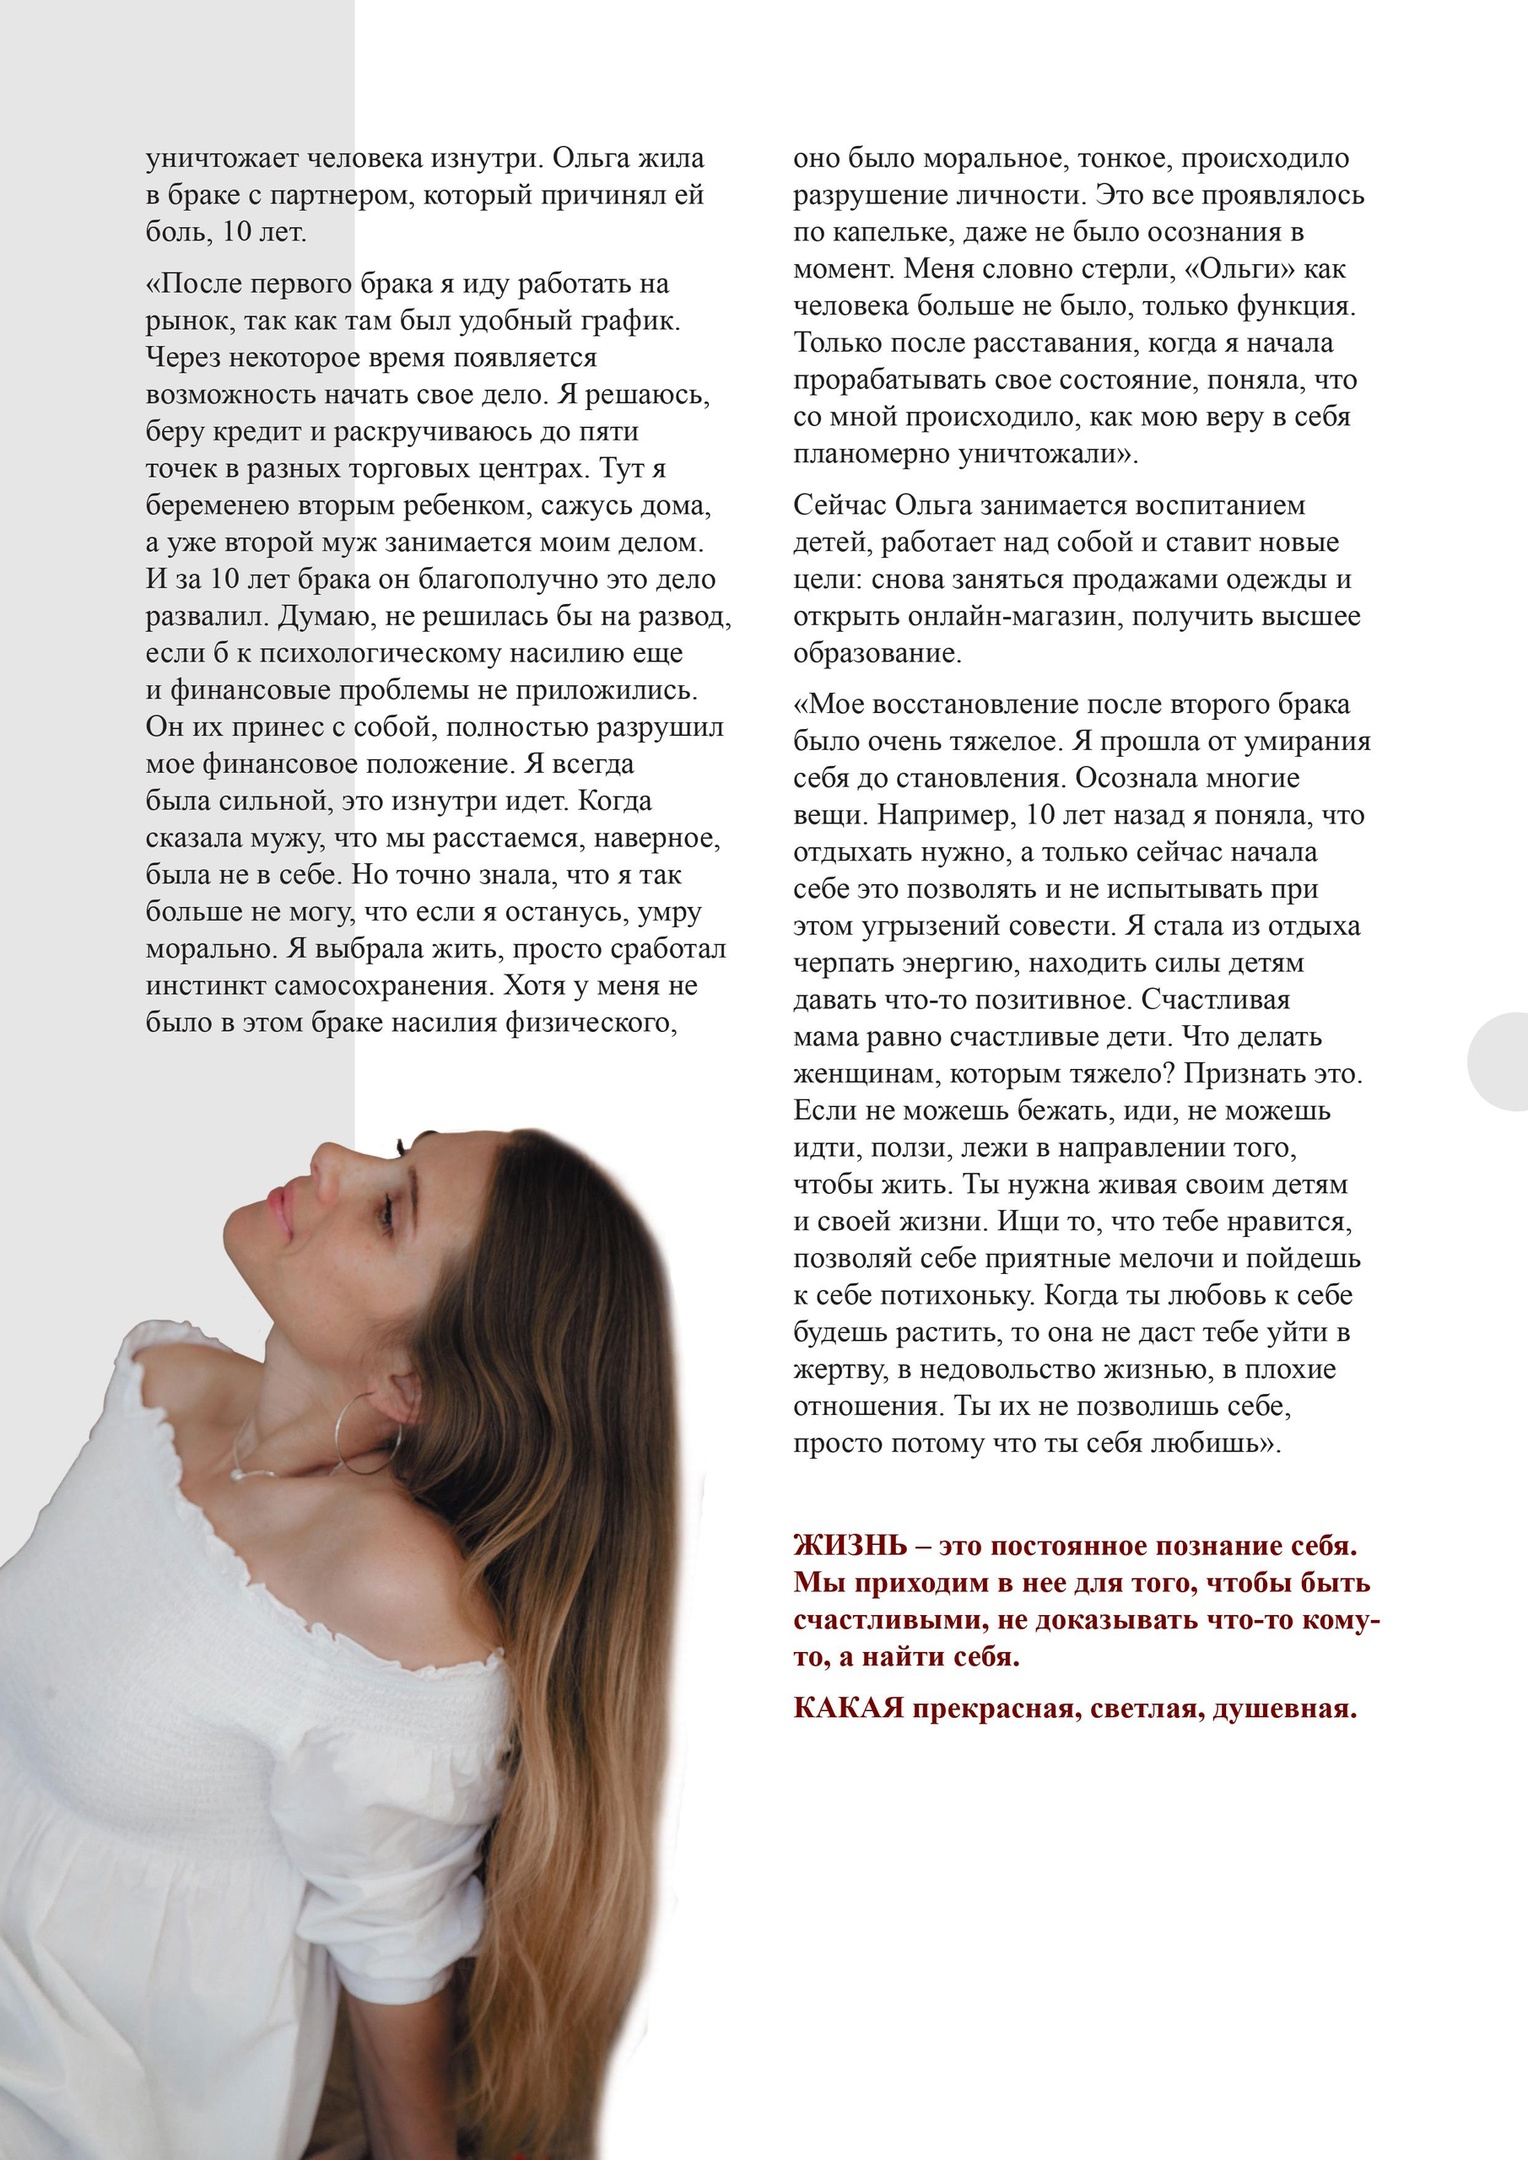 уничтожает человека изнутри. Ольга жила
в браке с партнером, который причинял ей
боль, 10 лет.
«После первого брака я иду работать на
рынок, так как там был удобный график.
Через некоторое время появляется
возможность начать свое дело. Я решаюсь,
беру кредит и раскручиваюсь до пяти
точек в разных торговых центрах. Тут я
беременею вторым ребенком, сажусь дома,
а уже второй муж занимается моим делом.
И за 10 лет брака он благополучно это дело
развалил. Думаю, не решилась бы на развод,
если б к психологическому насилию еще
и финансовые проблемы не приложились.
Он их принес с собой, полностью разрушил
мое финансовое положение. Я всегда
была сильной, это изнутри идет. Когда
сказала мужу, что мы расстаемся, наверное,
была не в себе. Но точно знала, что я так
больше не могу, что если я останусь, умру
морально. Я выбрала жить, просто сработал
инстинкт самосохранения. Хотя у меня не
было в этом браке насилия физического,
оно было моральное, тонкое, происходило
разрушение личности. Это все проявлялось
по капельке, даже не было осознания в
момент. Меня словно стерли, «Ольги» как
человека больше не было, только функция.
Только после расставания, когда я начала
прорабатывать свое состояние, поняла, что
со мной происходило, как мою веру в себя
планомерно уничтожали».
Сейчас Ольга занимается воспитанием
детей, работает над собой и ставит новые
цели: снова заняться продажами одежды и
открыть онлайн-магазин, получить высшее
образование.
«Мое восстановление после второго брака
было очень тяжелое. Я прошла от умирания
себя до становления. Осознала многие
вещи. Например, 10 лет назад я поняла, что
отдыхать нужно, а только сейчас начала
себе это позволять и не испытывать при
этом угрызений совести. Я стала из отдыха
черпать энергию, находить силы детям
давать что-то позитивное. Счастливая
мама равно счастливые дети. Что делать
женщинам, которым тяжело? Признать это.
Если не можешь бежать, иди, не можешь
идти, ползи, лежи в направлении того,
чтобы жить. Ты нужна живая своим детям
и своей жизни. Ищи то, что тебе нравится,
позволяй себе приятные мелочи и пойдешь
к себе потихоньку. Когда ты любовь к себе
будешь растить, то она не даст тебе уйти в
жертву, в недовольство жизнью, в плохие
отношения. Ты их не позволишь себе,
просто потому что ты себя любишь».
ЖИЗНЬ – это постоянное познание себя.
Мы приходим в нее для того, чтобы быть
счастливыми, не доказывать что-то кому-
то, а найти себя.
КАКАЯ прекрасная, светлая, душевная.